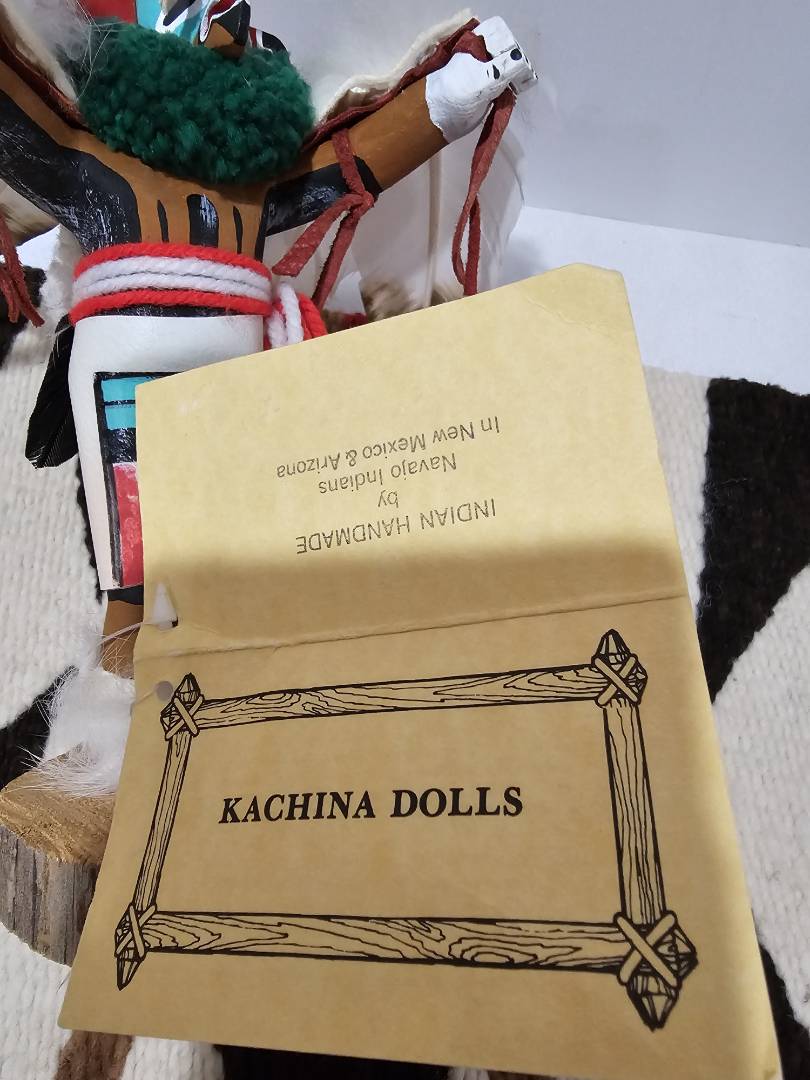 INDIAN HANDMADE
by
Navajo Indians
In New Mexico & Arizona
KACHINA DOLLS